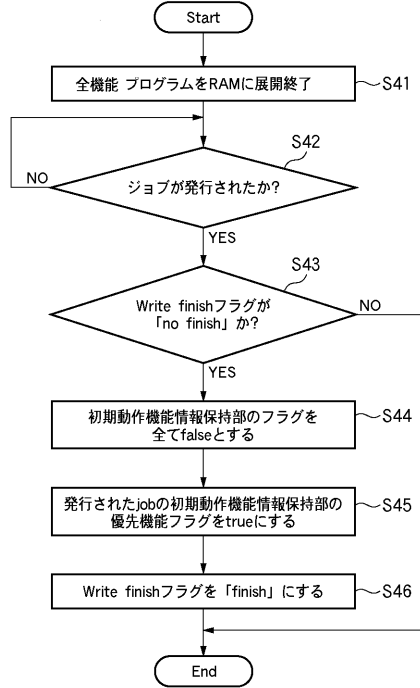 Start
全機能 プログラムをRAMに展開終了
S41
S42
ジョブが発行されたか?
NO
YES
S43
Write finishフラグが
「no finish」か?
NO
YES
初期動作機能情報保持部のフラグを
全てfalseとする
S44
発行されたjobの初期動作機能情報保持部の
優先機能フラグをtrueにする
S45
Write finishフラグを「finish」にする
S46
End